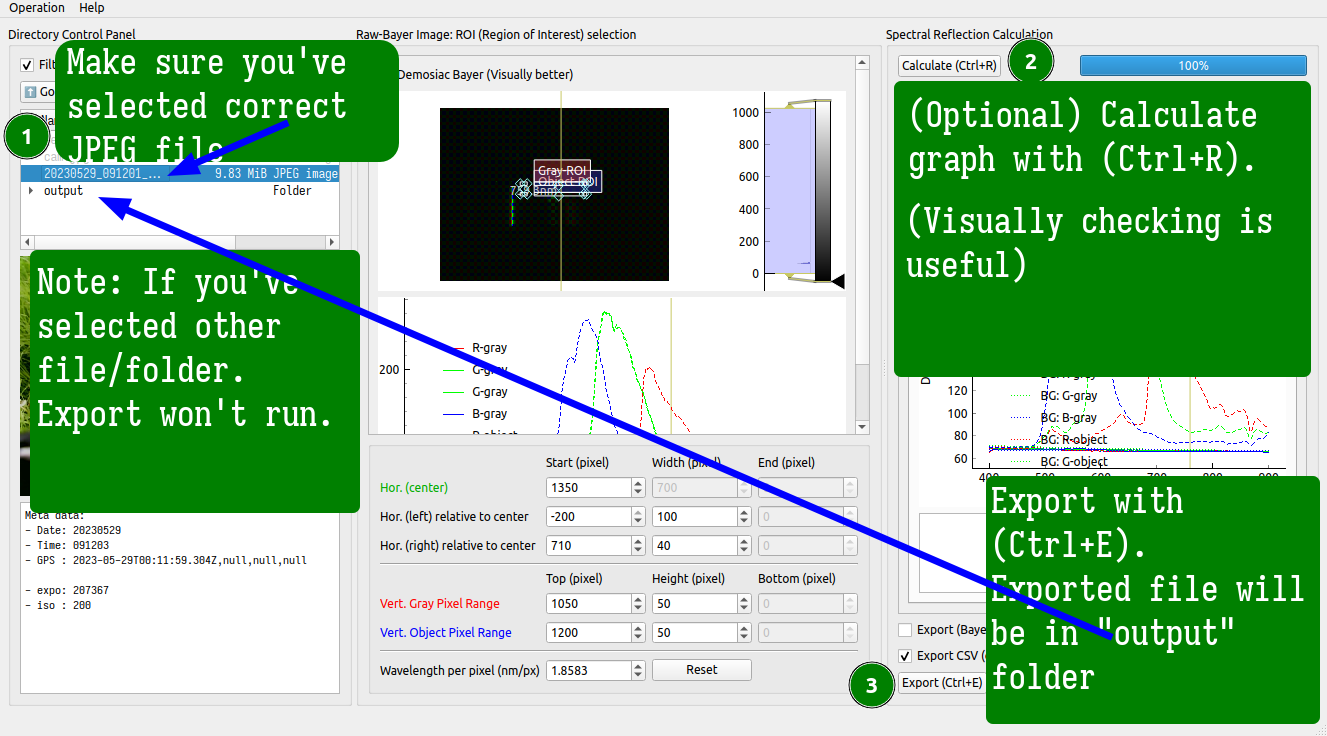 Operation Help
Directory Control Panel
Make sure you've
selected correct
JPEG file
1
20230529_091201_... 9.83 MiB JPEG image
output Folder
Note: If you've
selected other
file/folder.
Export won't run.
Meta data:
- Date: 20230529
- Time: 091203
- GPS : 2023-05-29T00:11:59.304Z,null,null,null
- expo: 207367
- iso : 200
Raw-Bayer Image: ROI (Region of Interest) selection
Demosiac Bayer (Visually better)
Gray ROI
Object ROI
1000
800
600
400
200
0
200
R-gray
G-gray
G-gray
B-gray
R-object
Start (pixel) Width (pixel) End (pixel)
Hor. (center) 1350 700 0
Hor. (left) relative to center -200 100 0
Hor. (right) relative to center 710 40 0
Top (pixel) Height (pixel) Bottom (pixel)
Vert. Gray Pixel Range 1050 50 0
Vert. Object Pixel Range 1200 50 0
Wavelength per pixel (nm/px) 1.8583 Reset
Spectral Reflection Calculation
Calculate (Ctrl+R) 2 100%
(Optional) Calculate
graph with (Ctrl+R).
(Visually checking is
useful)
120
100
80
60
BG: G-gray
BG: B-gray
BG: R-object
BG: G-object
Export with
(Ctrl+E).
Exported file will
be in "output"
folder
Export (Baye
Export CSV (
3 Export (Ctrl+E)